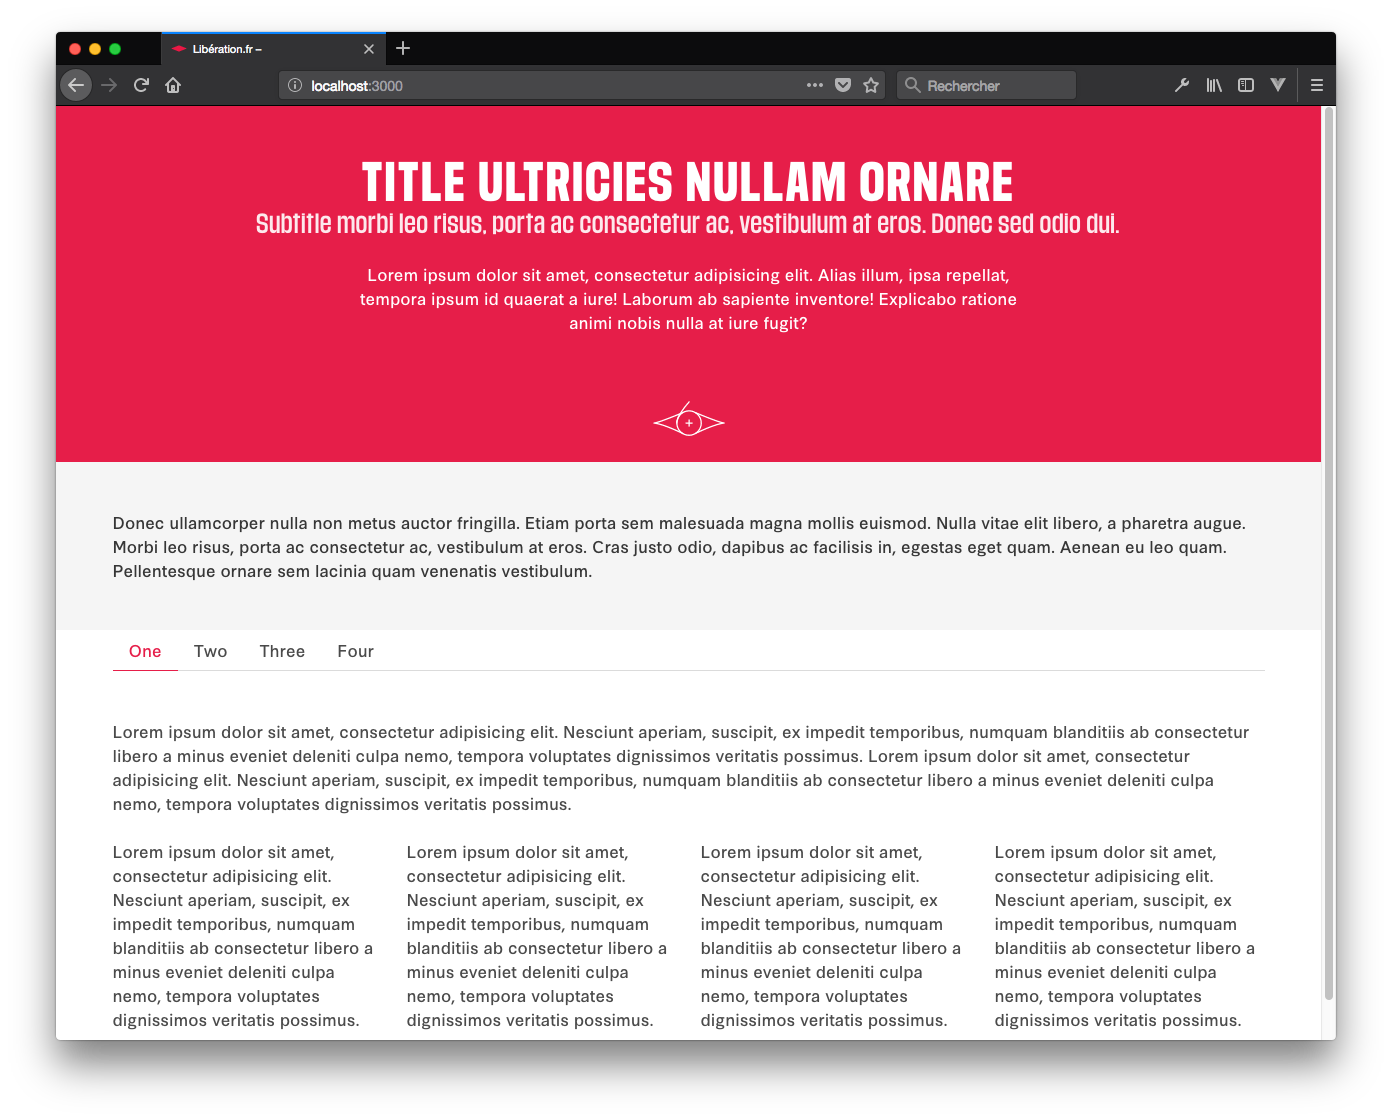 Libération.fr –
localhost:3000
Rechercher
TITLE ULTRICIES NULLAM ORNARE
Subtitle morbi leo risus, porta ac consectetur ac, vestibulum at eros. Donec sed odio dui.
Lorem ipsum dolor sit amet, consectetur adipisicing elit. Alias illum, ipsa repellat,
tempora ipsum id quaerat a iure! Laborum ab sapiente inventore! Explicabo ratione
animi nobis nulla at iure fugit?
Donec ullamcorper nulla non metus auctor fringilla. Etiam porta sem malesuada magna mollis euismod. Nulla vitae elit libero, a pharetra augue.
Morbi leo risus, porta ac consectetur ac, vestibulum at eros. Cras justo odio, dapibus ac facilisis in, egestas eget quam. Aenean eu leo quam.
Pellentesque ornare sem lacinia quam venenatis vestibulum.
One Two Three Four
Lorem ipsum dolor sit amet, consectetur adipisicing elit. Nesciunt aperiam, suscipit, ex impedit temporibus, numquam blanditiis ab consectetur
libero a minus eveniet deleniti culpa nemo, tempora voluptates dignissimos veritatis possimus. Lorem ipsum dolor sit amet, consectetur
adipisicing elit. Nesciunt aperiam, suscipit, ex impedit temporibus, numquam blanditiis ab consectetur libero a minus eveniet deleniti culpa
nemo, tempora voluptates dignissimos veritatis possimus.
Lorem ipsum dolor sit amet,
consectetur adipisicing elit.
Nesciunt aperiam, suscipit, ex
impedit temporibus, numquam
blanditiis ab consectetur libero a
minus eveniet deleniti culpa
nemo, tempora voluptates
dignissimos veritatis possimus.
Lorem ipsum dolor sit amet,
consectetur adipisicing elit.
Nesciunt aperiam, suscipit, ex
impedit temporibus, numquam
blanditiis ab consectetur libero a
minus eveniet deleniti culpa
nemo, tempora voluptates
dignissimos veritatis possimus.
Lorem ipsum dolor sit amet,
consectetur adipisicing elit.
Nesciunt aperiam, suscipit, ex
impedit temporibus, numquam
blanditiis ab consectetur libero a
minus eveniet deleniti culpa
nemo, tempora voluptates
dignissimos veritatis possimus.
Lorem ipsum dolor sit amet,
consectetur adipisicing elit.
Nesciunt aperiam, suscipit, ex
impedit temporibus, numquam
blanditiis ab consectetur libero a
minus eveniet deleniti culpa
nemo, tempora voluptates
dignissimos veritatis possimus.